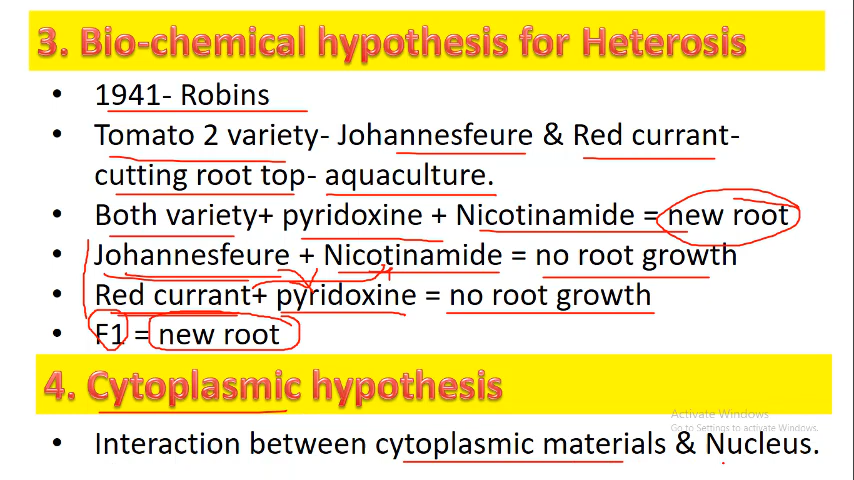 3. Bio-chemical hypothesis for Heterosis
• 1941- Robins
• Tomato 2 variety- Johannesfeure & Red currant-
cutting root top- aquaculture.
• Both variety+ pyridoxine + Nicotinamide = new root
• Johannesfeure + Nicotinamide = no root growth
• Red currant+ pyridoxine = no root growth
• F1 = new root
4. Cytoplasmic hypothesis
Activate Windows
Go to Settings to activate Windows.
• Interaction between cytoplasmic materials & Nucleus.